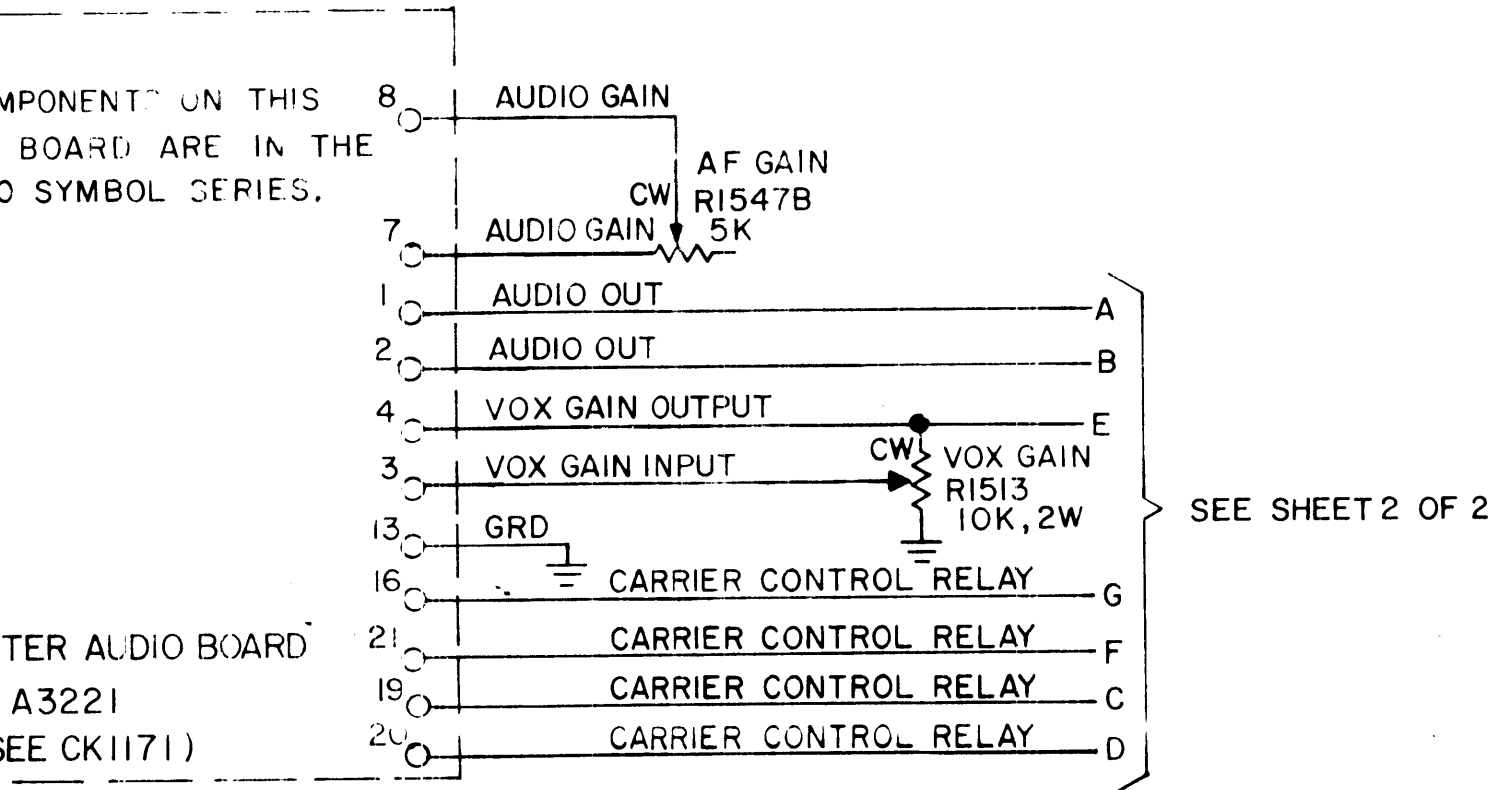 MPONENTS ON THIS
BOARD ARE IN THE
O SYMBOL SERIES.
8 AUDIO GAIN
AF GAIN
CW R1547B
7 AUDIO GAIN 5K
1 AUDIO OUT A
2 AUDIO OUT B
4 VOX GAIN OUTPUT E
CW VOX GAIN
3 VOX GAIN INPUT
R1513
10K, 2W
13 GRD
SEE SHEET 2 OF 2
16 CARRIER CONTROL RELAY G
21 CARRIER CONTROL RELAY F
19 CARRIER CONTROL RELAY C
20 CARRIER CONTROL RELAY D
TER AUDIO BOARD
A3221
SEE CK1171)